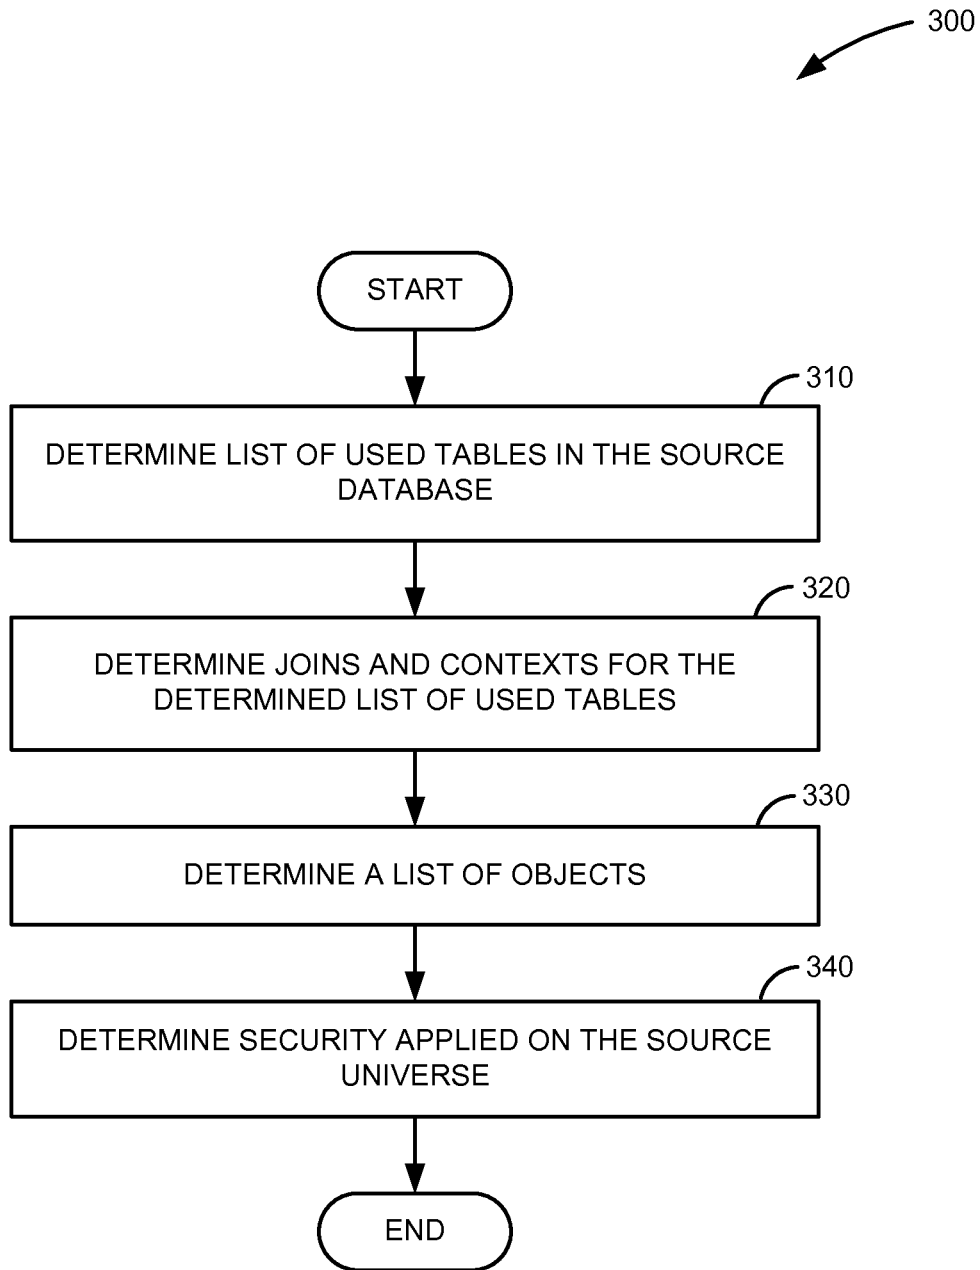 300
START
310
DETERMINE LIST OF USED TABLES IN THE SOURCE
DATABASE
320
DETERMINE JOINS AND CONTEXTS FOR THE
DETERMINED LIST OF USED TABLES
330
DETERMINE A LIST OF OBJECTS
340
DETERMINE SECURITY APPLIED ON THE SOURCE
UNIVERSE
END